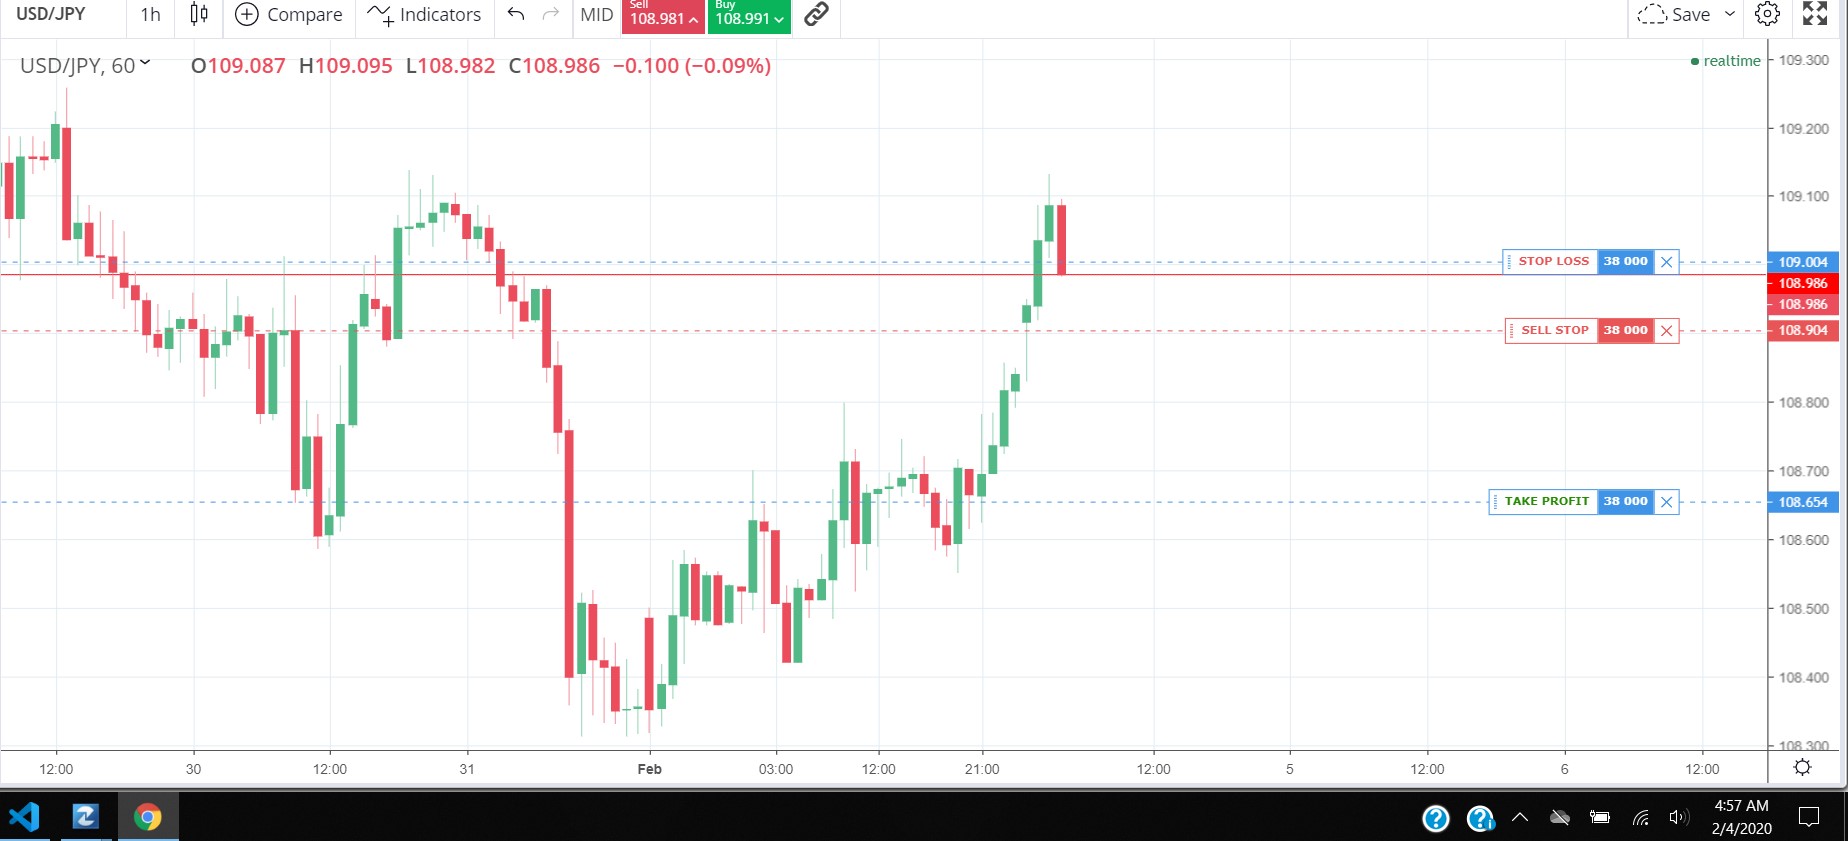 USD/JPY 1h Compare Indicators MID Sell 108.981 Buy 108.991 Save
USD/JPY, 60 O109.087 H109.095 L108.982 C108.986 −0.100 (−0.09%)
realtime
109.300
109.200
109.100
STOP LOSS 38 000 109.004
108.986
108.986
SELL STOP 38 000 108.904
108.800
108.700
TAKE PROFIT 38 000 108.654
108.600
108.500
108.400
108.300
12:00 30 12:00 31 Feb 03:00 12:00 21:00 12:00 5 12:00 6 12:00
4:57 AM
2/4/2020